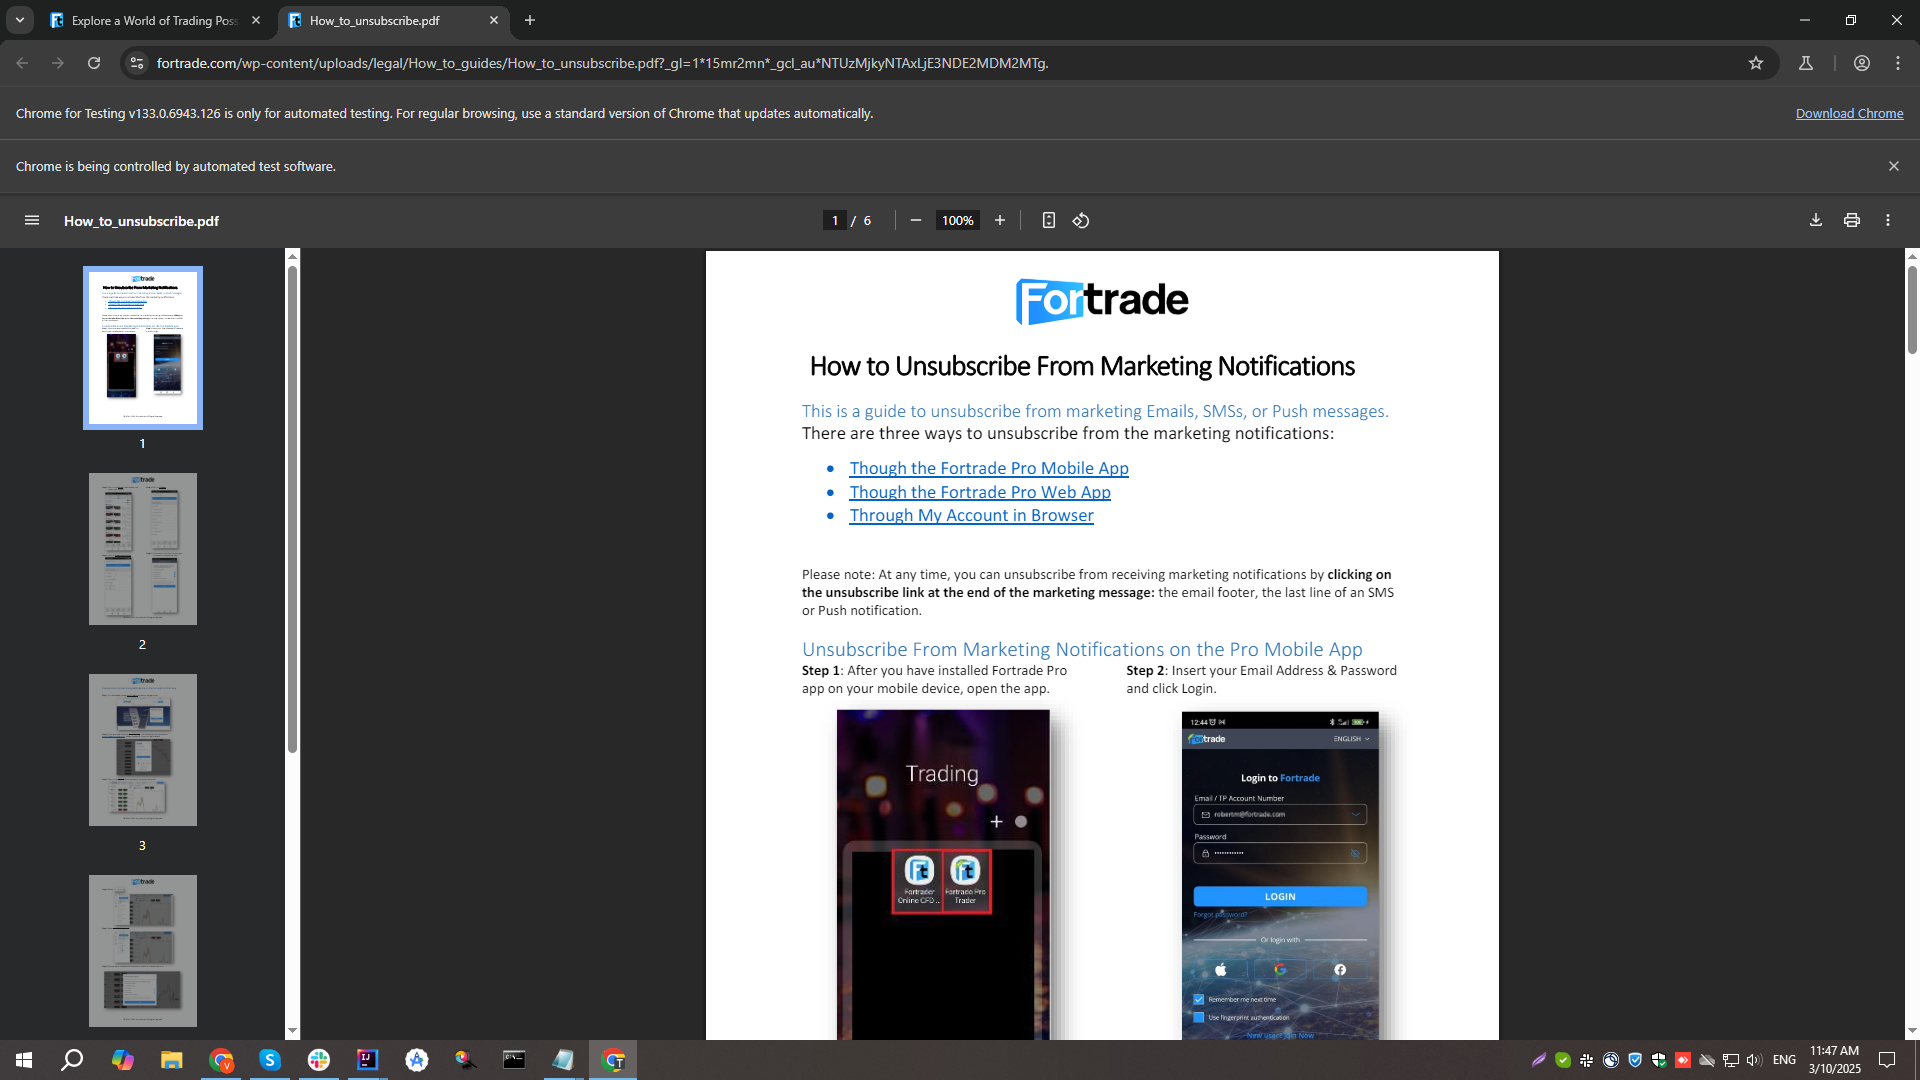 Explore a World of Trading Pos
How_to_unsubscribe.pdf
fortrade.com/wp-content/uploads/legal/How_to_guides/How_to_unsubscribe.pdf?_gl=1*15mr2mn*_gcl_au*NTUzMjkyNTAxLjE3NDE2MDM2MTg.
Chrome for Testing v133.0.6943.126 is only for automated testing. For regular browsing, use a standard version of Chrome that updates automatically.
Download Chrome
Chrome is being controlled by automated test software.
How_to_unsubscribe.pdf
1 / 6
100%
1
2
3
Fortrade
How to Unsubscribe From Marketing Notifications
This is a guide to unsubscribe from marketing Emails, SMSs, or Push messages.
There are three ways to unsubscribe from the marketing notifications:
• Though the Fortrade Pro Mobile App
• Though the Fortrade Pro Web App
• Through My Account in Browser
Please note: At any time, you can unsubscribe from receiving marketing notifications by clicking on
the unsubscribe link at the end of the marketing message: the email footer, the last line of an SMS
or Push notification.
Unsubscribe From Marketing Notifications on the Pro Mobile App
Step 1: After you have installed Fortrade Pro
app on your mobile device, open the app.
Step 2: Insert your Email Address & Password
and click Login.
Trading
Fortrader
Online CFD ...
Fortrade Pro
Trader
12:44
Fortrade
ENGLISH
Login to Fortrade
Email / TP Account Number
robertm@fortrade.com
Password
LOGIN
Forgot password?
Or login with
Remember me next time
Use fingerprint authentication
New user? Join Now
ENG
11:47 AM
3/10/2025